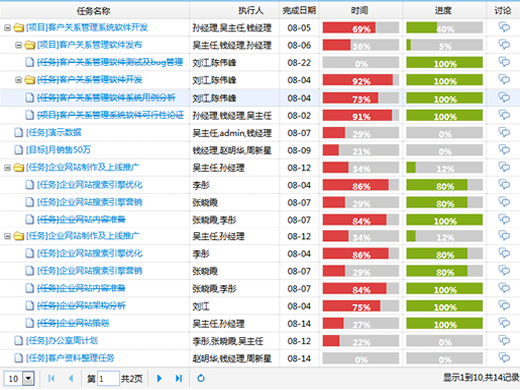 任务名称 执行人 完成日期 时间 进度 讨论
[项目]客户关系管理系统软件开发 孙经理,吴主任,钱经理 08-05 69% 40%
[项目]客户关系管理软件发布 吴主任,钱经理,孙经理 08-06 36% 5%
[任务]客户关系管理软件测试及bug管理 刘江,陈伟峰 08-22 0% 100%
[任务]客户关系管理软件开发 刘江,陈伟峰 08-04 92% 100%
[任务]客户关系管理软件系统用例分析 刘江,陈伟峰 08-04 73% 100%
[项目]客户关系管理系统软件可行性论证 孙经理,钱经理,吴主任 08-02 91% 100%
[任务]演示数据 吴主任,admin,钱经理 08-07 29% 0%
[目标]月销售50万 钱经理,赵明华,周新星 08-09 21% 0%
[任务]企业网站制作及上线推广 吴主任,孙经理 08-12 34% 12%
[任务]企业网站搜索引擎优化 李彤 08-04 86% 80%
[任务]企业网站搜索引擎营销 张晓霞 08-07 29% 80%
[任务]企业网站内容准备 张晓霞,李彤 08-07 84% 100%
[任务]企业网站制作及上线推广 吴主任,孙经理 08-12 34% 12%
[任务]企业网站搜索引擎优化 李彤 08-04 86% 80%
[任务]企业网站搜索引擎营销 张晓霞 08-07 29% 80%
[任务]企业网站内容准备 张晓霞,李彤 08-07 84% 100%
[任务]企业网站架构分析 刘江 08-04 75% 100%
[任务]企业网站策划 吴主任,孙经理 08-14 27% 100%
[任务]办公室周计划 李彤,张晓霞,吴主任 08-12 22% 0%
[任务]客户资料整理任务 赵明华,钱经理,周新星 08-14 0% 0%
10 第 1 共2页 显示1到10,共14记录